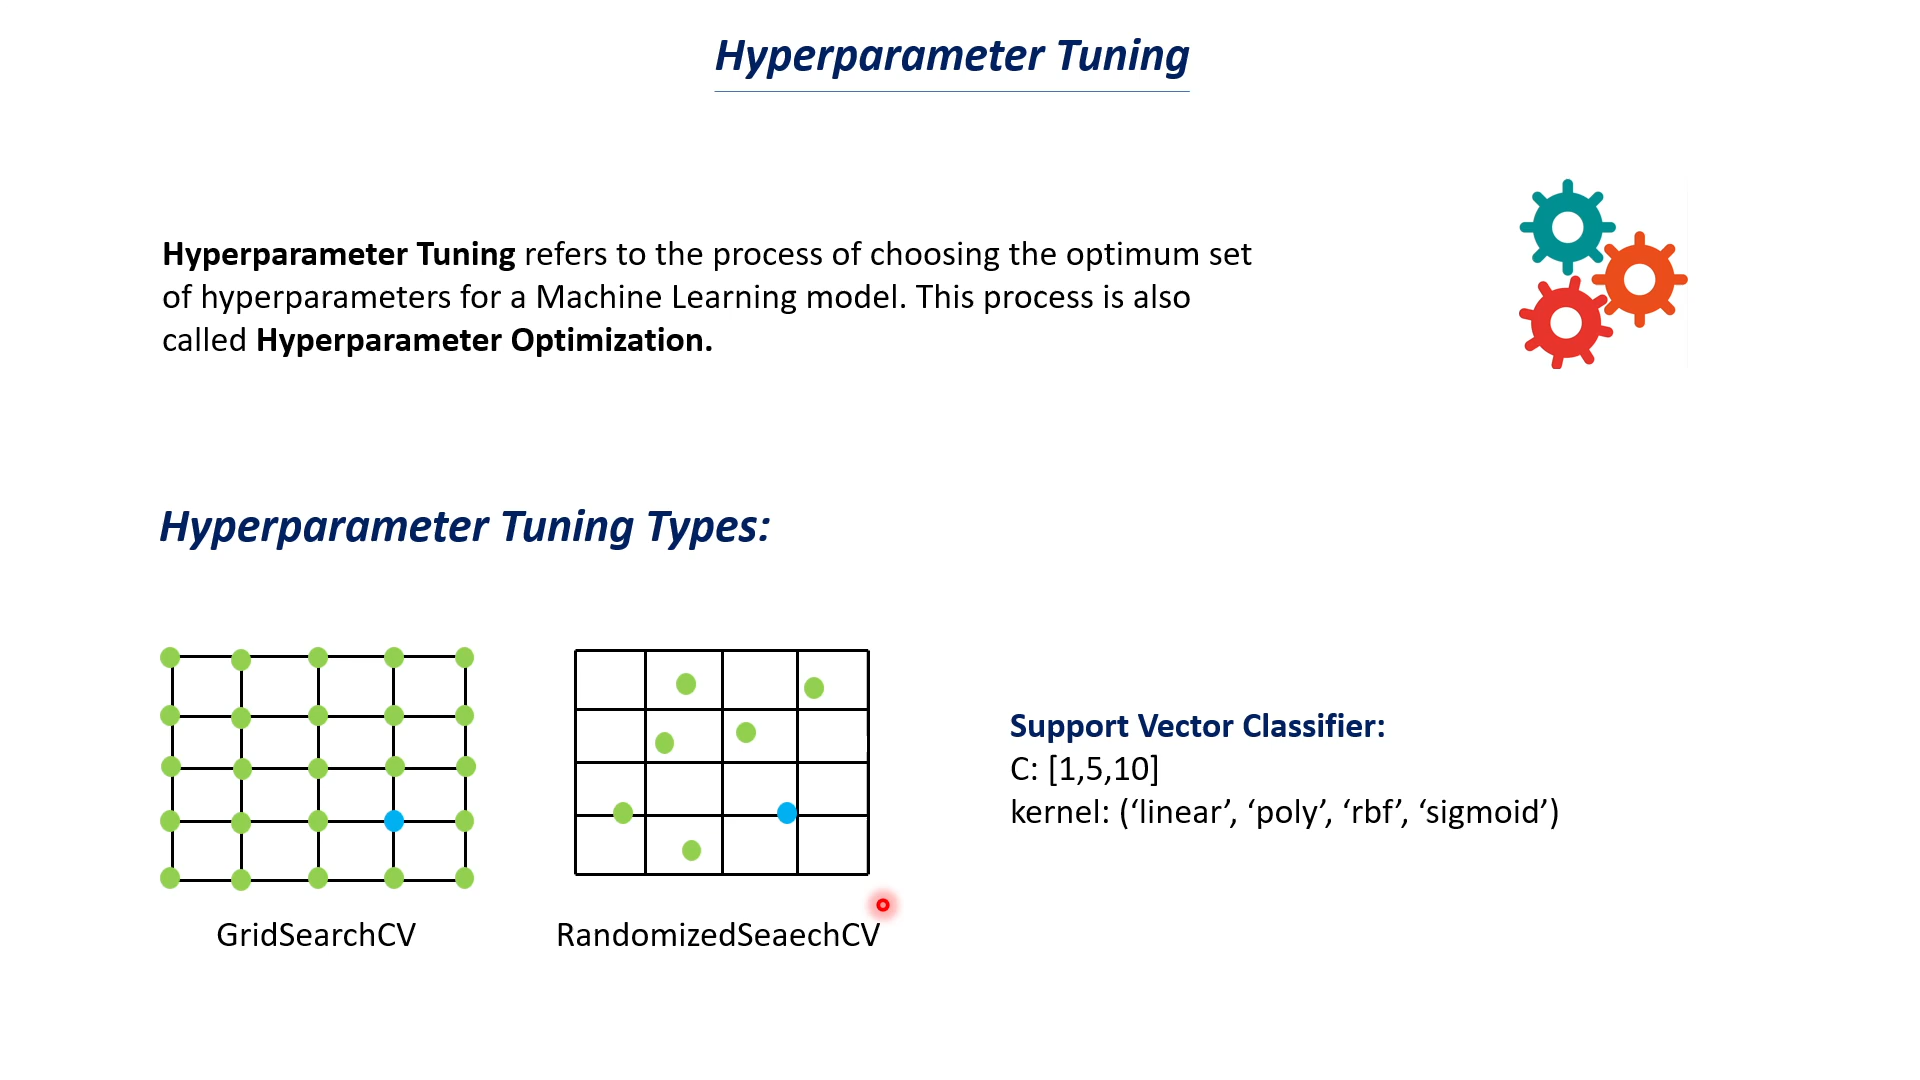 Hyperparameter Tuning
Hyperparameter Tuning refers to the process of choosing the optimum set
of hyperparameters for a Machine Learning model. This process is also
called Hyperparameter Optimization.
Hyperparameter Tuning Types:
GridSearchCV
RandomizedSeaechCV
Support Vector Classifier:
C: [1,5,10]
kernel: (‘linear’, ‘poly’, ‘rbf’, ‘sigmoid’)